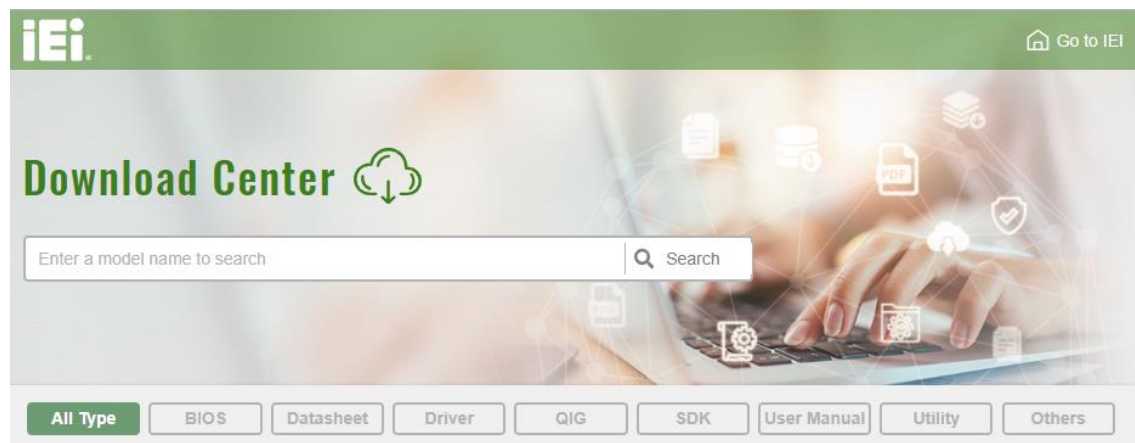 iEi.
Go to IEI
Download Center
Enter a model name to search
Search
PDF
All Type BIOS Datasheet Driver QIG SDK User Manual Utility Others